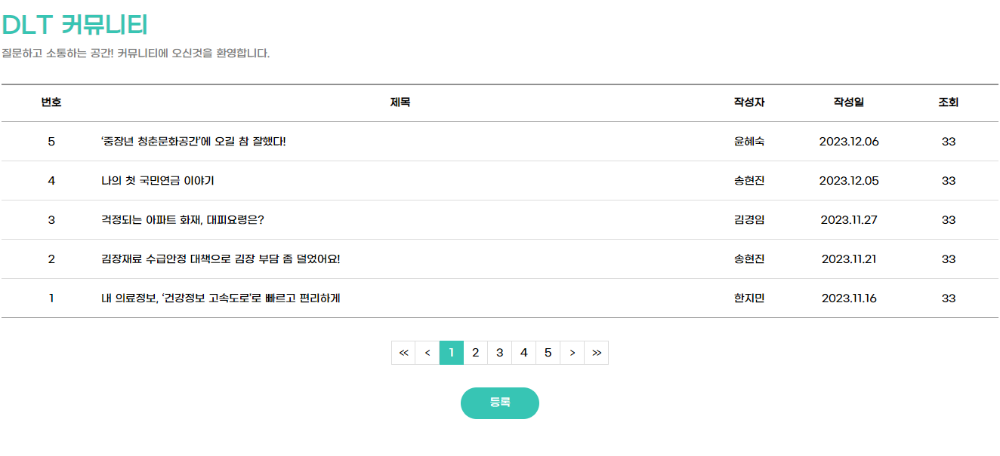 DLT 커뮤니티
질문하고 소통하는 공간! 커뮤니티에 오신것을 환영합니다.
번호 제목 작성자 작성일 조회
5 ‘중장년 청춘문화공간’에 오길 참 잘했다! 윤혜숙 2023.12.06 33
4 나의 첫 국민연금 이야기 송현진 2023.12.05 33
3 걱정되는 아파트 화재, 대피요령은? 김경임 2023.11.27 33
2 김장재료 수급안정 대책으로 김장 부담 좀 덜었어요! 송현진 2023.11.21 33
1 내 의료정보, ‘건강정보 고속도로’로 빠르고 편리하게 한지민 2023.11.16 33
<< < 1 2 3 4 5 > >>
등록